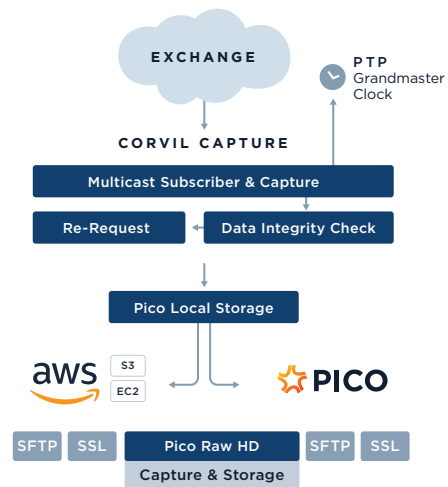 EXCHANGE
PTP
Grandmaster
Clock
CORVIL CAPTURE
Multicast Subscriber & Capture
Re-Request
Data Integrity Check
Pico Local Storage
aws
S3
EC2
PICO
SFTP
SSL
Pico Raw HD
SFTP
SSL
Capture & Storage